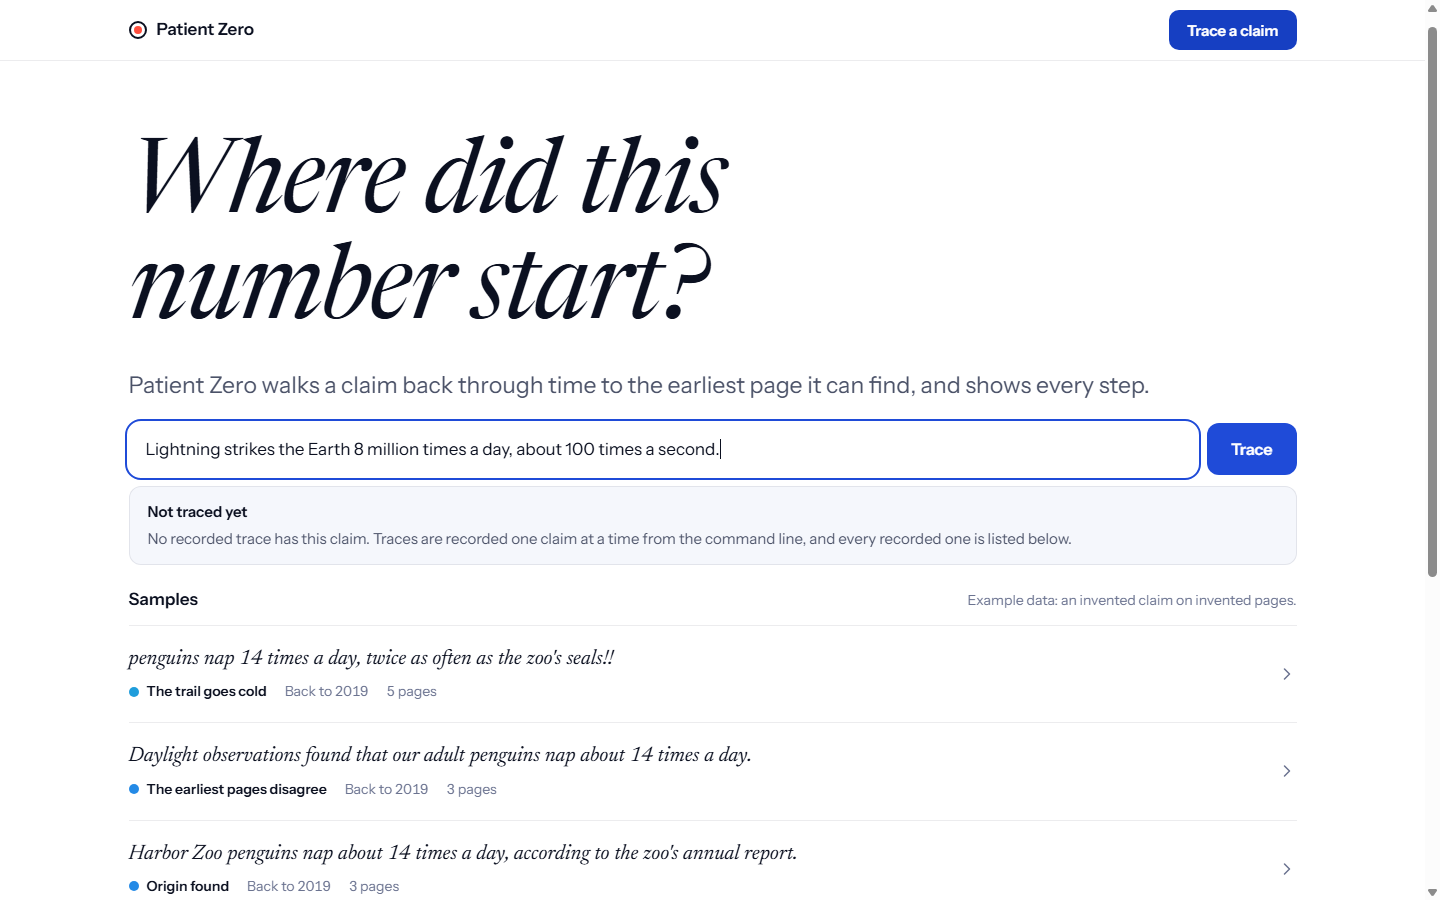 Patient Zero
Trace a claim
Where did this
number start?
Patient Zero walks a claim back through time to the earliest page it can find, and shows every step.
Lightning strikes the Earth 8 million times a day, about 100 times a second.
Trace
Not traced yet
No recorded trace has this claim. Traces are recorded one claim at a time from the command line, and every recorded one is listed below.
Samples
Example data: an invented claim on invented pages.
penguins nap 14 times a day, twice as often as the zoo's seals!!
The trail goes cold Back to 2019 5 pages
Daylight observations found that our adult penguins nap about 14 times a day.
The earliest pages disagree Back to 2019 3 pages
Harbor Zoo penguins nap about 14 times a day, according to the zoo's annual report.
Origin found Back to 2019 3 pages